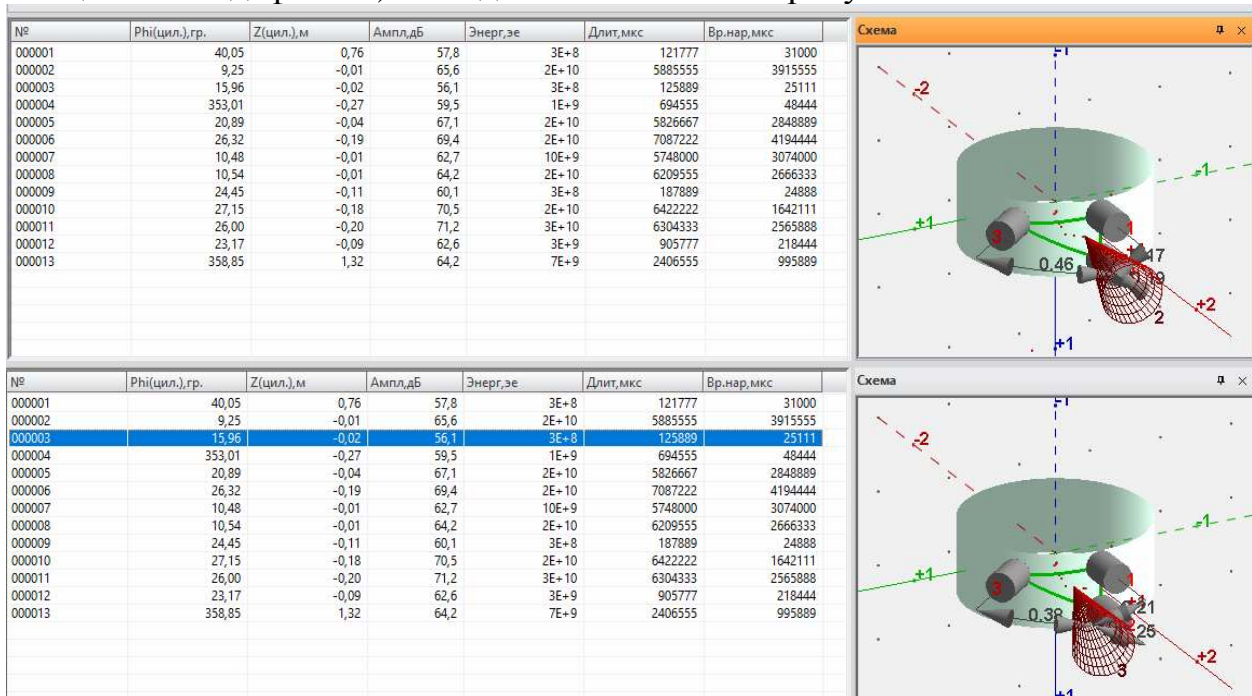 № Phi(цил.),гр. Z(цил.),м Ампл,дБ Энерг,эе Длит,мкс Вр.нар,мкс Схема
000001 40,05 0,76 57,8 3E+8 121777 31000
000002 9,25 -0,01 65,6 2E+10 5885555 3915555
000003 15,96 -0,02 56,1 3E+8 125889 25111
000004 353,01 -0,27 59,5 1E+9 694555 48444
000005 20,89 -0,04 67,1 2E+10 5826667 2848889
000006 26,32 -0,19 69,4 2E+10 7087222 4194444
000007 10,48 -0,01 62,7 10E+9 5748000 3074000
000008 10,54 -0,01 64,2 2E+10 6209555 2666333
000009 24,45 -0,11 60,1 3E+8 187889 24888
000010 27,15 -0,18 70,5 2E+10 6422222 1642111
000011 26,00 -0,20 71,2 3E+10 6304333 2565888
000012 23,17 -0,09 62,6 3E+9 905777 218444
000013 358,85 1,32 64,2 7E+9 2406555 995889
-1
-2
-1
+1
3
1
0,46
17
19
2
+2
+1
№ Phi(цил.),гр. Z(цил.),м Ампл,дБ Энерг,эе Длит,мкс Вр.нар,мкс Схема
000001 40,05 0,76 57,8 3E+8 121777 31000
000002 9,25 -0,01 65,6 2E+10 5885555 3915555
000003 15,96 -0,02 56,1 3E+8 125889 25111
000004 353,01 -0,27 59,5 1E+9 694555 48444
000005 20,89 -0,04 67,1 2E+10 5826667 2848889
000006 26,32 -0,19 69,4 2E+10 7087222 4194444
000007 10,48 -0,01 62,7 10E+9 5748000 3074000
000008 10,54 -0,01 64,2 2E+10 6209555 2666333
000009 24,45 -0,11 60,1 3E+8 187889 24888
000010 27,15 -0,18 70,5 2E+10 6422222 1642111
000011 26,00 -0,20 71,2 3E+10 6304333 2565888
000012 23,17 -0,09 62,6 3E+9 905777 218444
000013 358,85 1,32 64,2 7E+9 2406555 995889
-1
-2
-1
+1
3
1
0,38
21
25
3
+2
+1